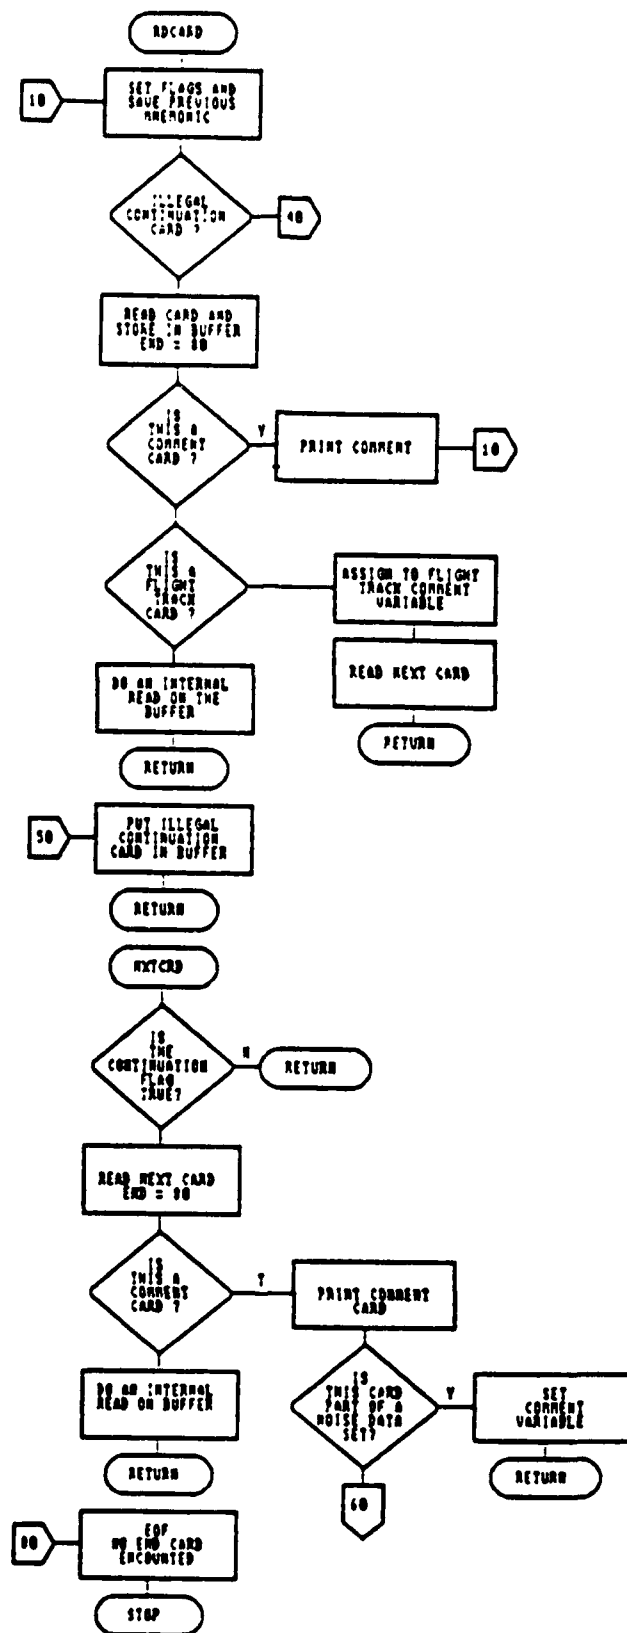 RDCARD
10
SET FLAGS AND
SAVE PREVIOUS
MNEMONIC
ILLEGAL
CONTINUATION
CARD ?
40
READ CARD AND
STORE IN BUFFER
END = 80
IS
THIS A
COMMENT
CARD ?
Y
PRINT COMMENT
10
IS
THIS A
FLIGHT
TRACK
CARD ?
ASSIGN TO FLIGHT
TRACK COMMENT
VARIABLE
READ NEXT CARD
RETURN
DO AN INTERNAL
READ ON THE
BUFFER
RETURN
50
PUT ILLEGAL
CONTINUATION
CARD IN BUFFER
RETURN
NXTCRD
IS
THE
CONTINUATION
FLAG
TRUE?
N
RETURN
READ NEXT CARD
END = 80
IS
THIS A
COMMENT
CARD ?
Y
PRINT COMMENT
CARD
DO AN INTERNAL
READ ON BUFFER
RETURN
IS
THIS CARD
PART OF A
NOISE DATA
SET?
Y
SET
COMMENT
VARIABLE
RETURN
60
80
EOF
NO END CARD
ENCOUNTED
STOP